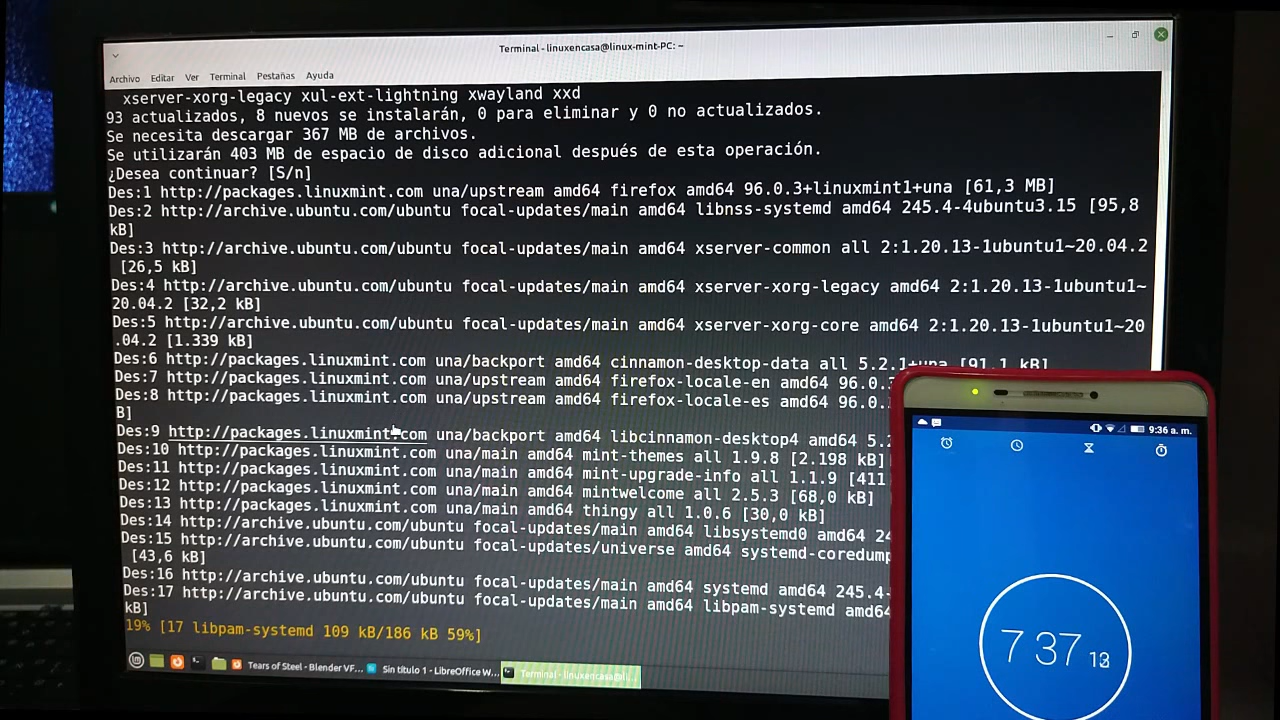 Terminal - linuxencasa@linux-mint-PC: ~
Archivo Editar Ver Terminal Pestañas Ayuda
xserver-xorg-legacy xul-ext-lightning xwayland xxd
93 actualizados, 8 nuevos se instalarán, 0 para eliminar y 0 no actualizados.
Se necesita descargar 367 MB de archivos.
Se utilizarán 403 MB de espacio de disco adicional después de esta operación.
¿Desea continuar? [S/n]
Des:1 http://packages.linuxmint.com una/upstream amd64 firefox amd64 96.0.3+linuxmint1+una [61,3 MB]
Des:2 http://archive.ubuntu.com/ubuntu focal-updates/main amd64 libnss-systemd amd64 245.4-4ubuntu3.15 [95,8
kB]
Des:3 http://archive.ubuntu.com/ubuntu focal-updates/main amd64 xserver-common all 2:1.20.13-1ubuntu1~20.04.2
[26,5 kB]
Des:4 http://archive.ubuntu.com/ubuntu focal-updates/main amd64 xserver-xorg-legacy amd64 2:1.20.13-1ubuntu1~
20.04.2 [32,2 kB]
Des:5 http://archive.ubuntu.com/ubuntu focal-updates/main amd64 xserver-xorg-core amd64 2:1.20.13-1ubuntu1~20
.04.2 [1.339 kB]
Des:6 http://packages.linuxmint.com una/backport amd64 cinnamon-desktop-data all 5.2.1+una [91,1 kB]
Des:7 http://packages.linuxmint.com una/upstream amd64 firefox-locale-en amd64 96.0.3
Des:8 http://packages.linuxmint.com una/upstream amd64 firefox-locale-es amd64 96.0.
B]
Des:9 http://packages.linuxmint.com una/backport amd64 libcinnamon-desktop4 amd64 5.
Des:10 http://packages.linuxmint.com una/main amd64 mint-themes all 1.9.8 [2.198 kB]
Des:11 http://packages.linuxmint.com una/main amd64 mint-upgrade-info all 1.1.9 [411
Des:12 http://packages.linuxmint.com una/main amd64 mintwelcome all 2.5.3 [68,0 kB]
Des:13 http://packages.linuxmint.com una/main amd64 thingy all 1.0.6 [30,0 kB]
Des:14 http://archive.ubuntu.com/ubuntu focal-updates/main amd64 libsystemd0 amd64 24
Des:15 http://archive.ubuntu.com/ubuntu focal-updates/universe amd64 systemd-coredump
[43,6 kB]
Des:16 http://archive.ubuntu.com/ubuntu focal-updates/main amd64 systemd amd64 245.4-
Des:17 http://archive.ubuntu.com/ubuntu focal-updates/main amd64 libpam-systemd amd64
kB]
19% [17 libpam-systemd 109 kB/186 kB 59%]
Tears of Steel - Blender VF... Sin título 1 - LibreOffice W... Terminal - linuxencasa@li...
9:36 a. m.
7 37